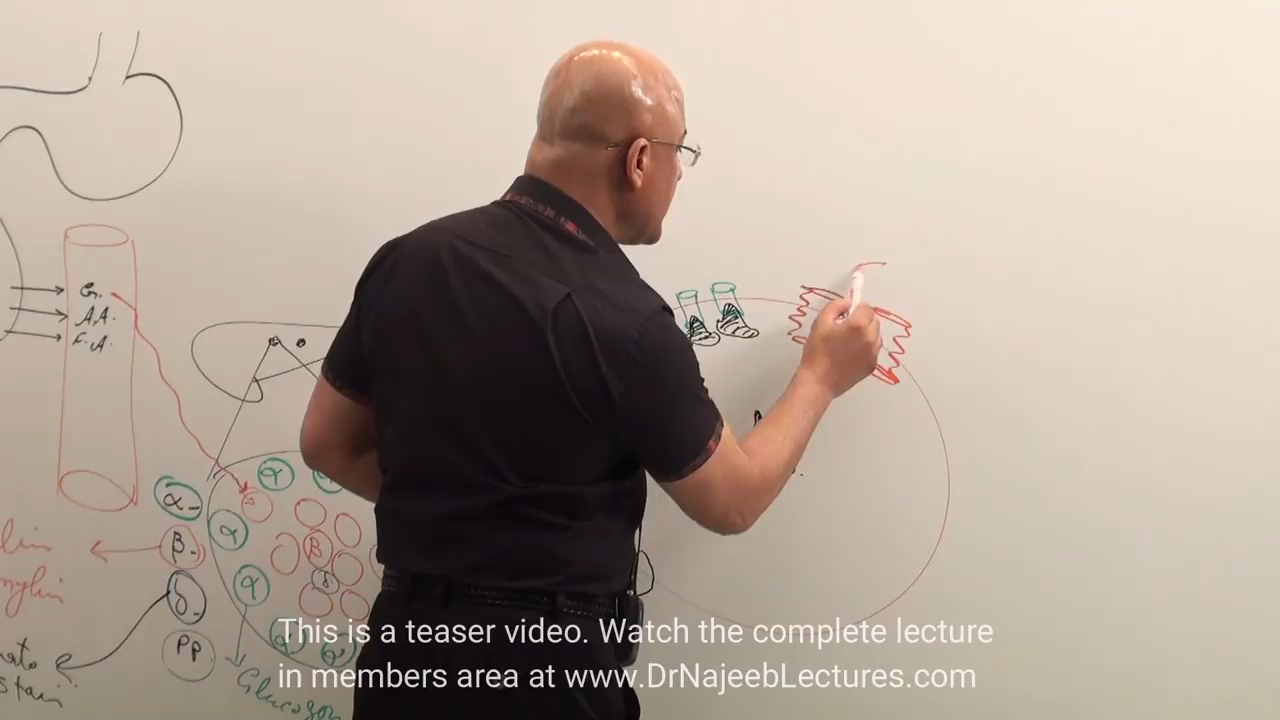 G.
A.A.
F.A.
α-
β-
δ-
PP
α
α
α
β
δ
Glucagon
This is a teaser video. Watch the complete lecture
in members area at www.DrNajeebLectures.com